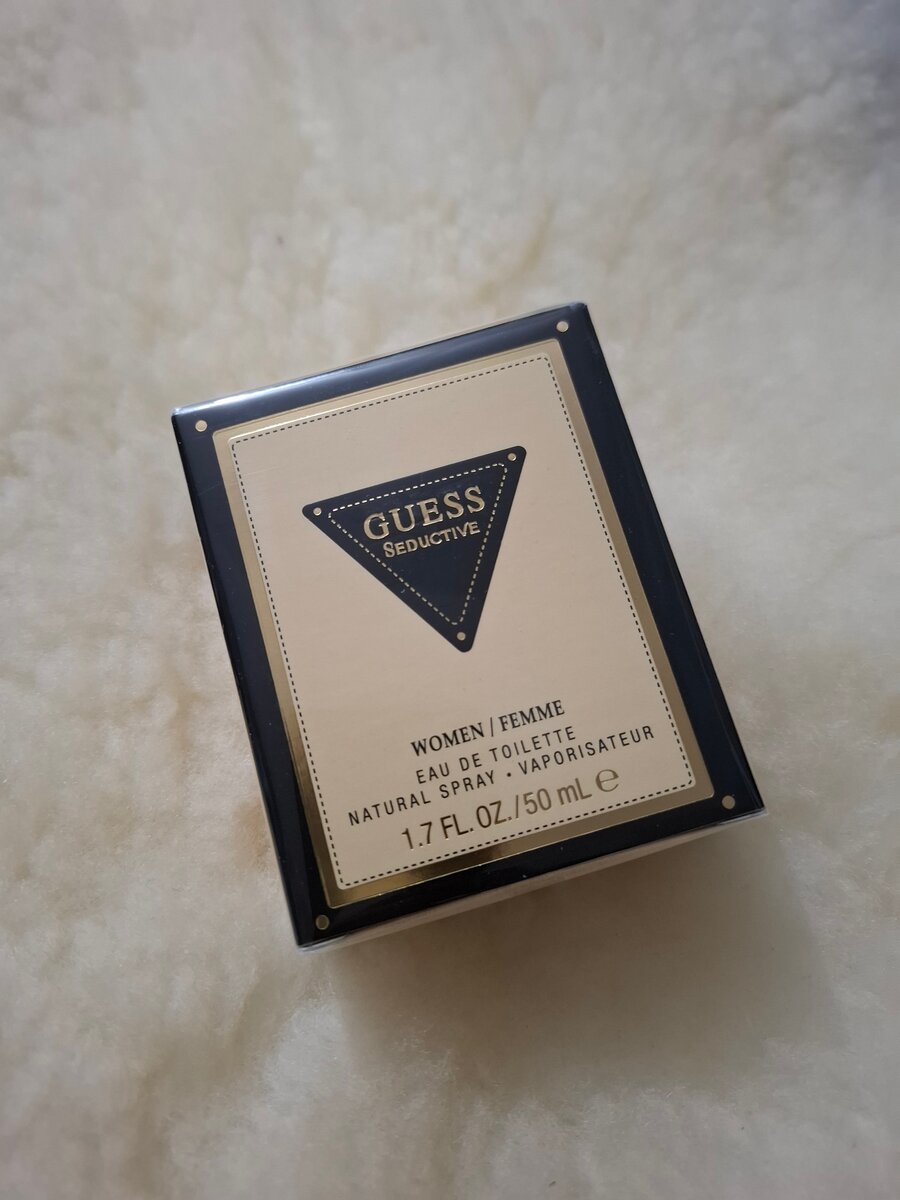 GUESS
SEDUCTIVE
WOMEN / FEMME
EAU DE TOILETTE
NATURAL SPRAY • VAPORISATEUR
1.7 FL. OZ./50 mL ℮